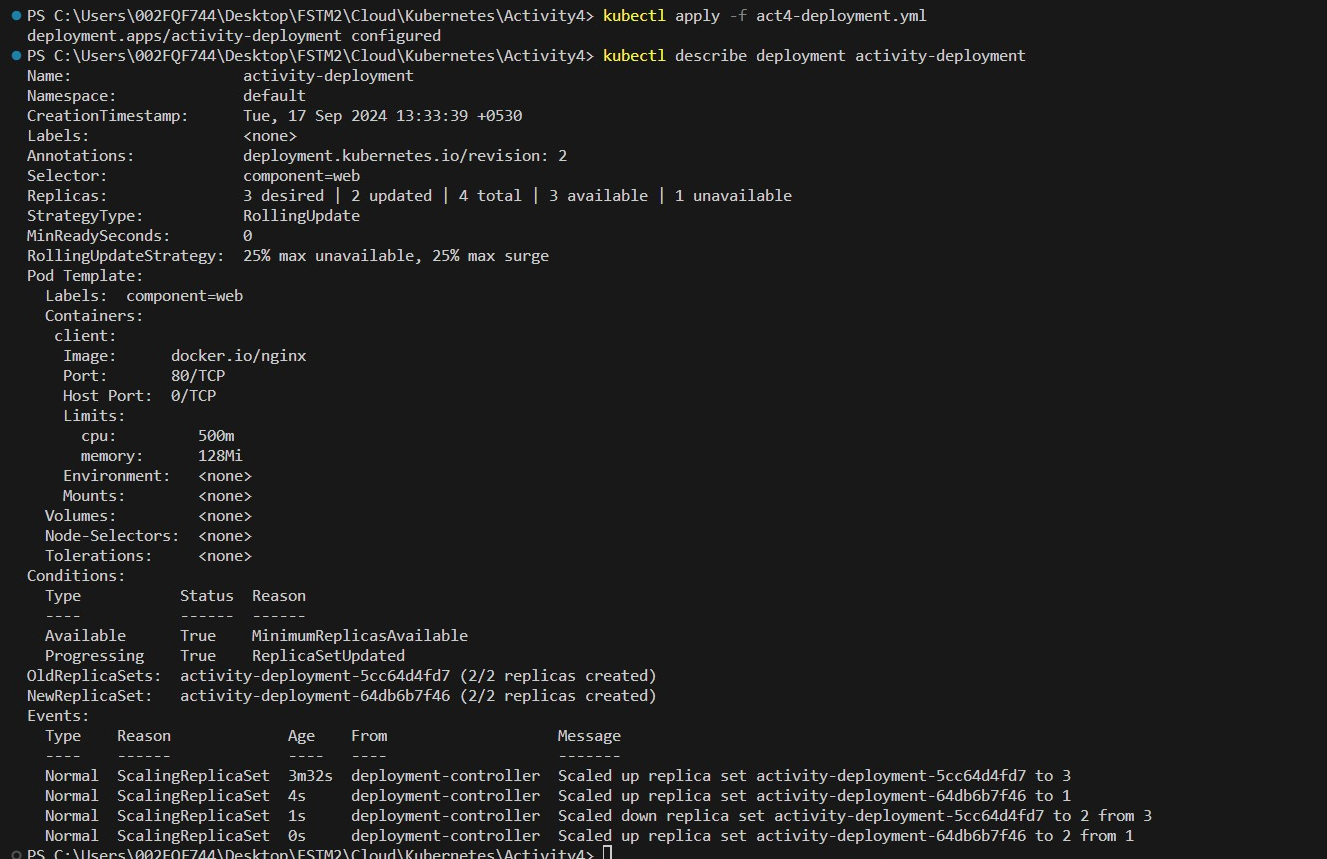 PS C:\Users\002FQF744\Desktop\FSTM2\Cloud\Kubernetes\Activity4> kubectl apply -f act4-deployment.yml
deployment.apps/activity-deployment configured
PS C:\Users\002FQF744\Desktop\FSTM2\Cloud\Kubernetes\Activity4> kubectl describe deployment activity-deployment
Name:                   activity-deployment
Namespace:              default
CreationTimestamp:      Tue, 17 Sep 2024 13:33:39 +0530
Labels:                 <none>
Annotations:            deployment.kubernetes.io/revision: 2
Selector:               component=web
Replicas:               3 desired | 2 updated | 4 total | 3 available | 1 unavailable
StrategyType:           RollingUpdate
MinReadySeconds:        0
RollingUpdateStrategy:  25% max unavailable, 25% max surge
Pod Template:
  Labels:  component=web
  Containers:
   client:
    Image:      docker.io/nginx
    Port:       80/TCP
    Host Port:  0/TCP
    Limits:
      cpu:         500m
      memory:      128Mi
    Environment:   <none>
    Mounts:        <none>
  Volumes:         <none>
  Node-Selectors:  <none>
  Tolerations:     <none>
Conditions:
  Type           Status  Reason
  ----           ------  ------
  Available      True    MinimumReplicasAvailable
  Progressing    True    ReplicaSetUpdated
OldReplicaSets:  activity-deployment-5cc64d4fd7 (2/2 replicas created)
NewReplicaSet:   activity-deployment-64db6b7f46 (2/2 replicas created)
Events:
  Type    Reason             Age    From                   Message
  ----    ------             ----   ----                   -------
  Normal  ScalingReplicaSet  3m32s  deployment-controller  Scaled up replica set activity-deployment-5cc64d4fd7 to 3
  Normal  ScalingReplicaSet  4s     deployment-controller  Scaled up replica set activity-deployment-64db6b7f46 to 1
  Normal  ScalingReplicaSet  1s     deployment-controller  Scaled down replica set activity-deployment-5cc64d4fd7 to 2 from 3
  Normal  ScalingReplicaSet  0s     deployment-controller  Scaled up replica set activity-deployment-64db6b7f46 to 2 from 1
PS C:\Users\002FQF744\Desktop\FSTM2\Cloud\Kubernetes\Activity4>